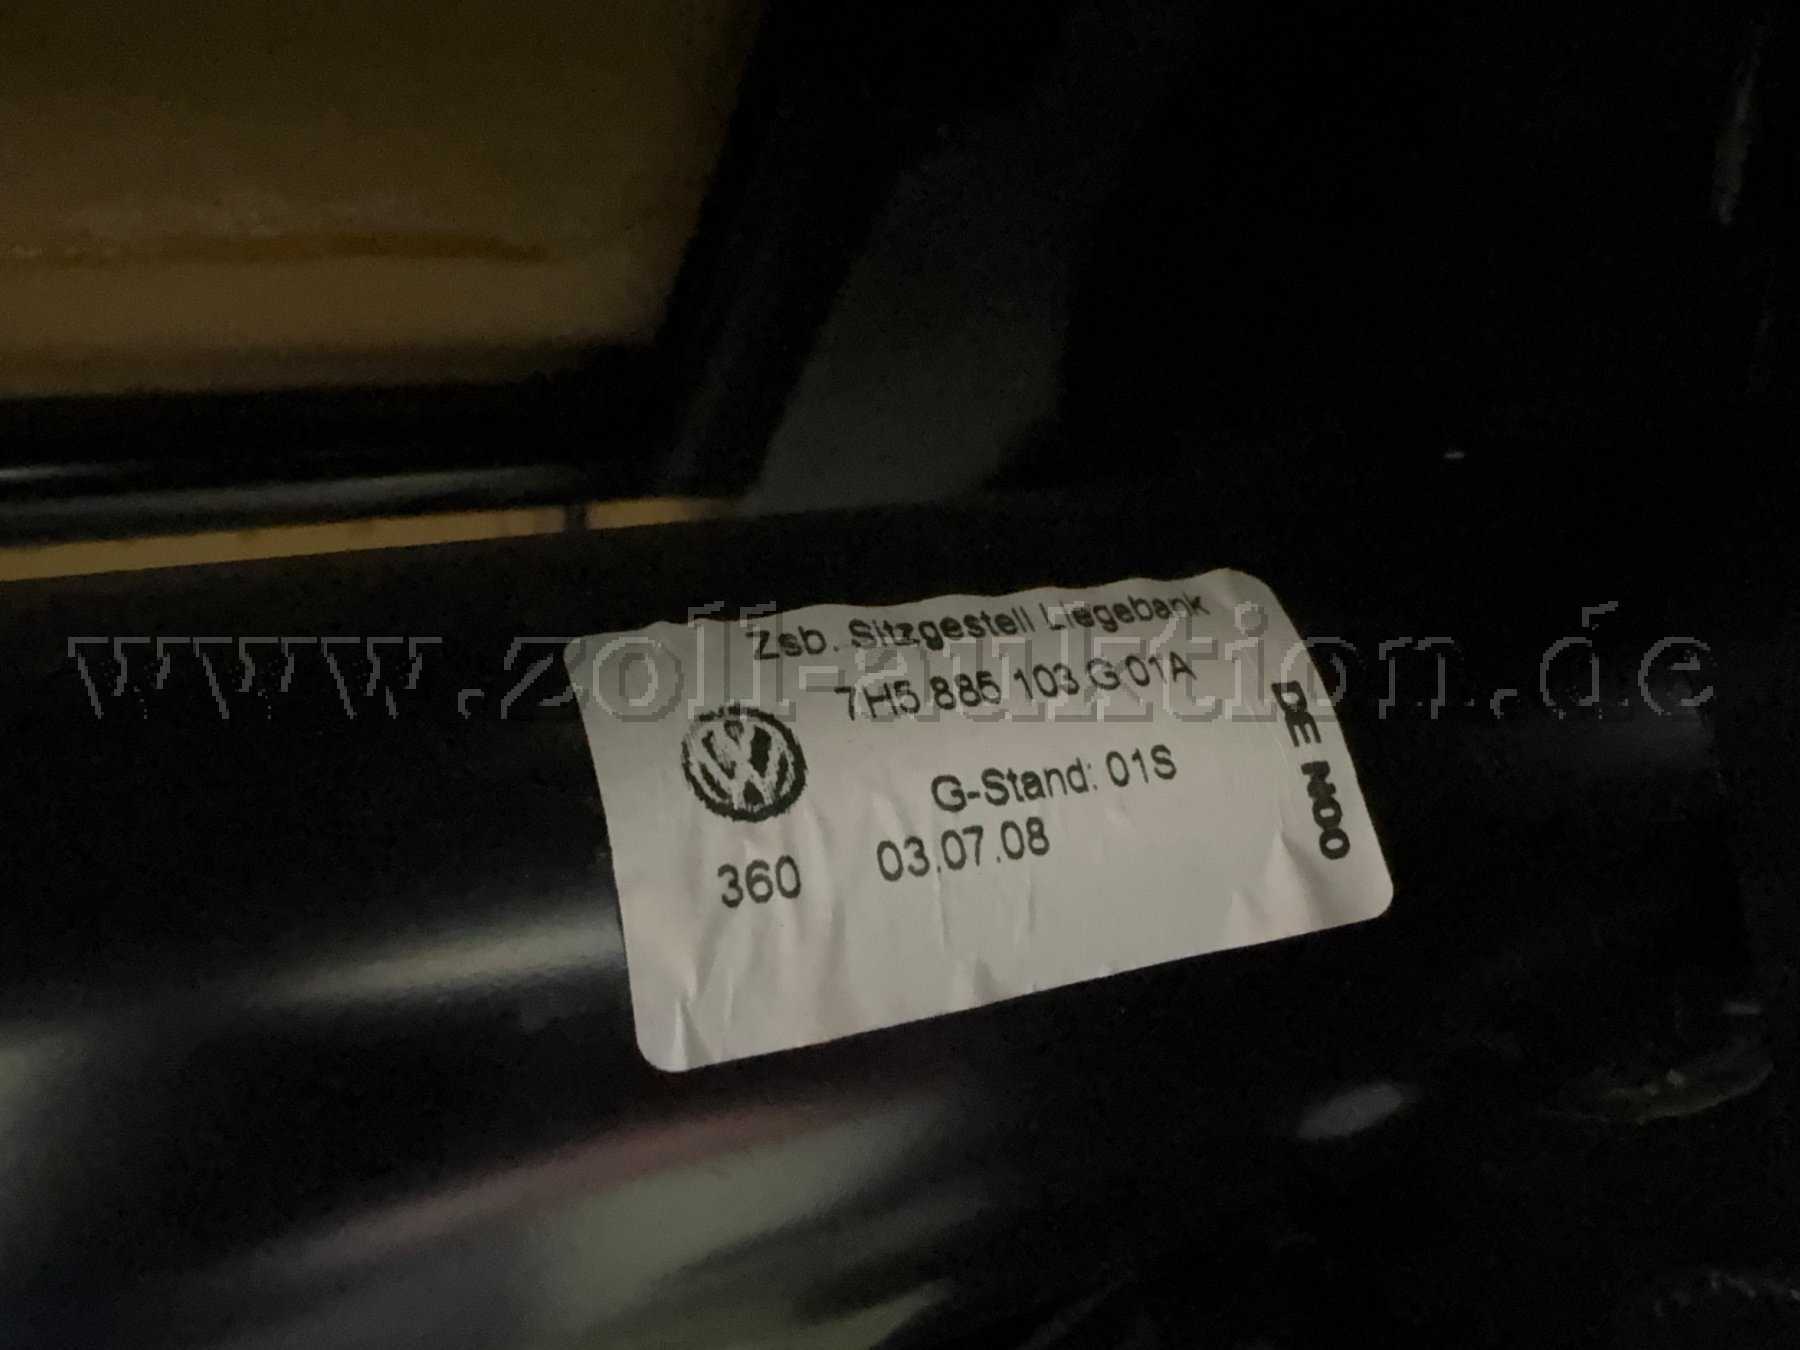 www.zoll-auktion.de
Zsb. Sitzgestell Liegebank
7H5 885 103 G 01A
G-Stand: 01S
360 03.07.08
DE N00